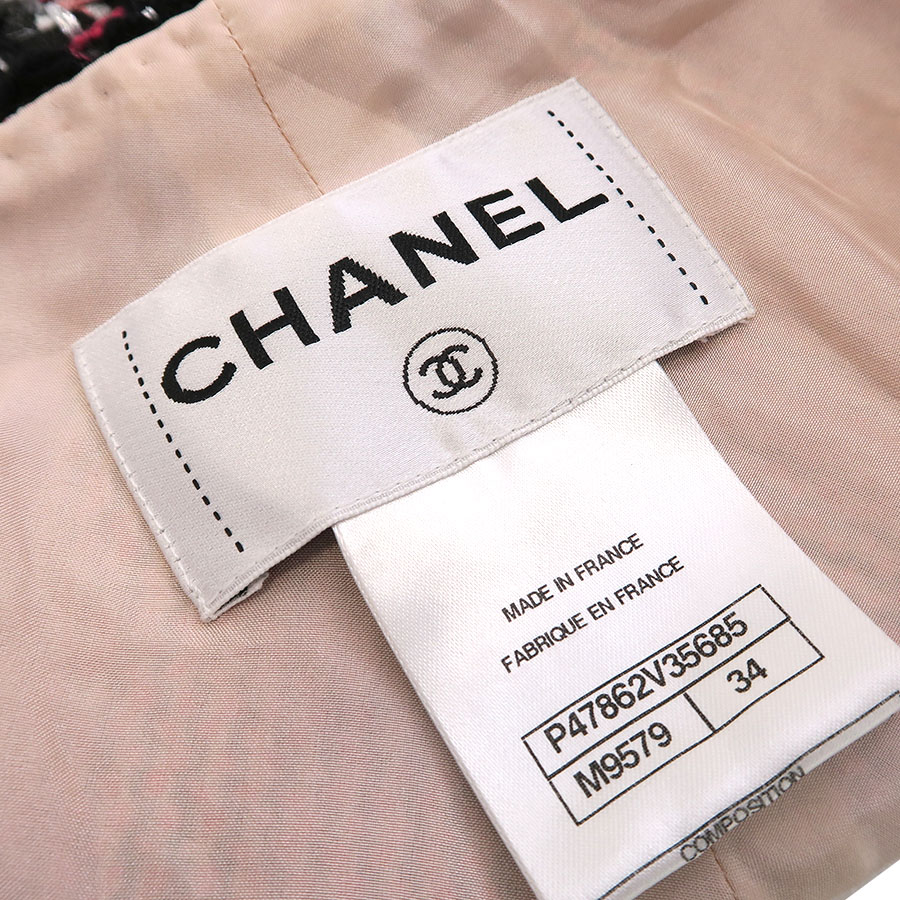 CHANEL
MADE IN FRANCE
FABRIQUE EN FRANCE
P47862V35685
M9579 34
COMPOSITION